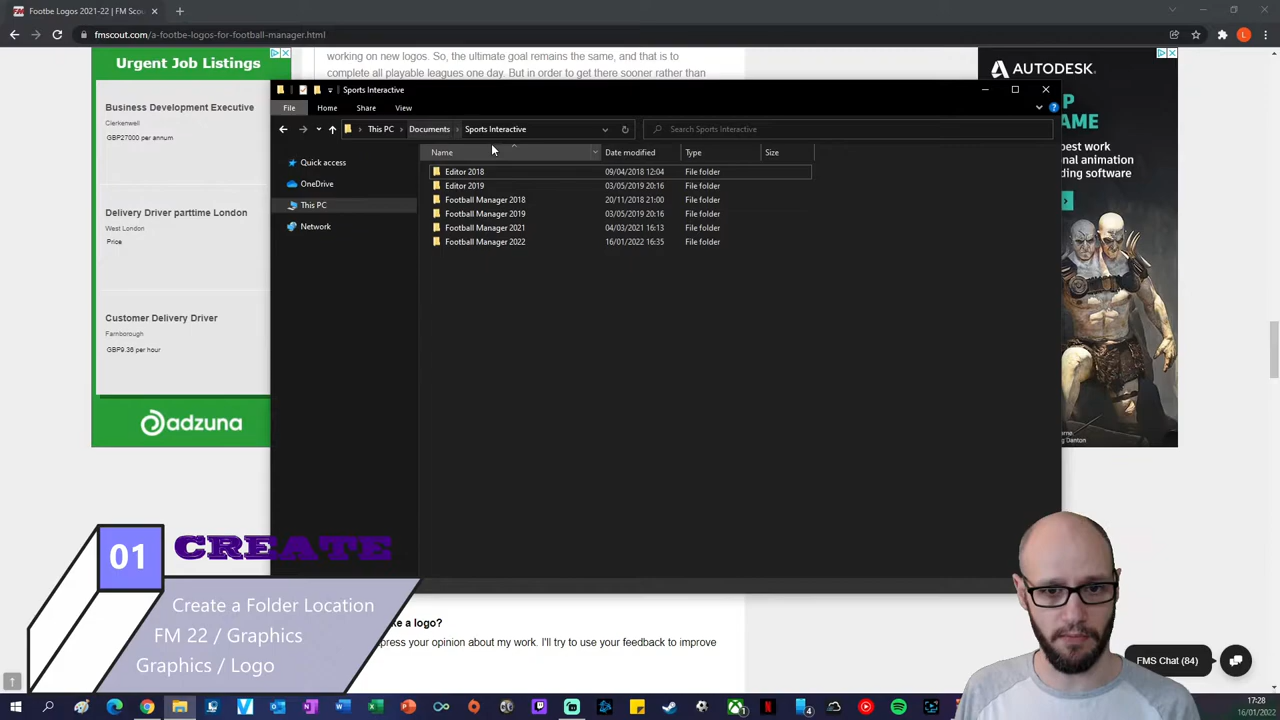 Footbe Logos 2021-22 | FM Scou
fmscout.com/a-footbe-logos-for-football-manager.html
Urgent Job Listings
Business Development Executive
Clerkenwell
GBP27000 per annum
Delivery Driver parttime London
West London
Price
Customer Delivery Driver
Farnborough
GBP9.36 per hour
adzuna
working on new logos. So, the ultimate goal remains the same, and that is to
complete all playable leagues one day. But in order to get there sooner rather than
AUTODESK
GAME
best work
animation
software
Danton
Sports Interactive
File Home Share View
This PC Documents Sports Interactive
Search Sports Interactive
Quick access
OneDrive
This PC
Network
Name Date modified Type Size
Editor 2018 09/04/2018 12:04 File folder
Editor 2019 03/05/2019 20:16 File folder
Football Manager 2018 20/11/2018 21:00 File folder
Football Manager 2019 03/05/2019 20:16 File folder
Football Manager 2021 04/03/2021 16:13 File folder
Football Manager 2022 16/01/2022 16:35 File folder
01
CREATE
Create a Folder Location
FM 22 / Graphics
Graphics / Logo
ke a logo?
press your opinion about my work. I'll try to use your feedback to improve
FMS Chat (84)
17:28
16/01/2022